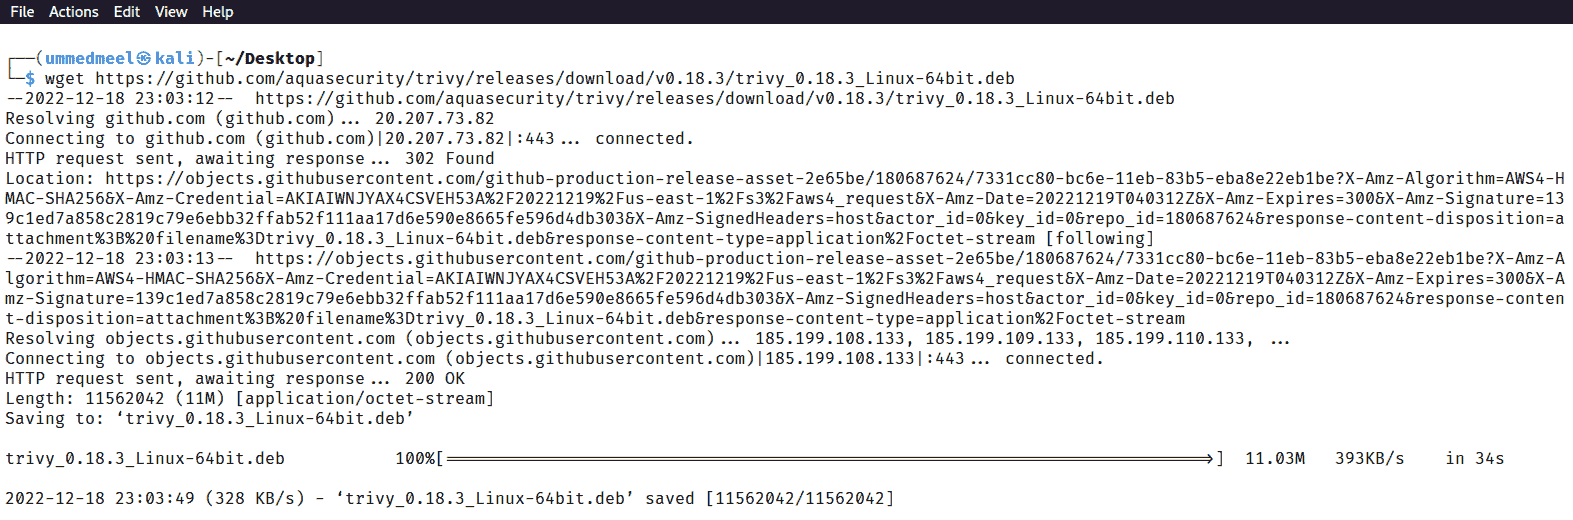 File Actions Edit View Help
┌──(ummedmeel㉿kali)-[~/Desktop]
└─$ wget https://github.com/aquasecurity/trivy/releases/download/v0.18.3/trivy_0.18.3_Linux-64bit.deb
--2022-12-18 23:03:12-- https://github.com/aquasecurity/trivy/releases/download/v0.18.3/trivy_0.18.3_Linux-64bit.deb
Resolving github.com (github.com)... 20.207.73.82
Connecting to github.com (github.com)|20.207.73.82|:443... connected.
HTTP request sent, awaiting response... 302 Found
Location: https://objects.githubusercontent.com/github-production-release-asset-2e65be/180687624/7331cc80-bc6e-11eb-83b5-eba8e22eb1be?X-Amz-Algorithm=AWS4-H
MAC-SHA256&X-Amz-Credential=AKIAIWNJYAX4CSVEH53A%2F20221219%2Fus-east-1%2Fs3%2Faws4_request&X-Amz-Date=20221219T040312Z&X-Amz-Expires=300&X-Amz-Signature=13
9c1ed7a858c2819c79e6ebb32ffab52f111aa17d6e590e8665fe596d4db303&X-Amz-SignedHeaders=host&actor_id=0&key_id=0&repo_id=180687624&response-content-disposition=a
ttachment%3B%20filename%3Dtrivy_0.18.3_Linux-64bit.deb&response-content-type=application%2Foctet-stream [following]
--2022-12-18 23:03:13-- https://objects.githubusercontent.com/github-production-release-asset-2e65be/180687624/7331cc80-bc6e-11eb-83b5-eba8e22eb1be?X-Amz-A
lgorithm=AWS4-HMAC-SHA256&X-Amz-Credential=AKIAIWNJYAX4CSVEH53A%2F20221219%2Fus-east-1%2Fs3%2Faws4_request&X-Amz-Date=20221219T040312Z&X-Amz-Expires=300&X-A
mz-Signature=139c1ed7a858c2819c79e6ebb32ffab52f111aa17d6e590e8665fe596d4db303&X-Amz-SignedHeaders=host&actor_id=0&key_id=0&repo_id=180687624&response-conten
t-disposition=attachment%3B%20filename%3Dtrivy_0.18.3_Linux-64bit.deb&response-content-type=application%2Foctet-stream
Resolving objects.githubusercontent.com (objects.githubusercontent.com)... 185.199.108.133, 185.199.109.133, 185.199.110.133, ...
Connecting to objects.githubusercontent.com (objects.githubusercontent.com)|185.199.108.133|:443... connected.
HTTP request sent, awaiting response... 200 OK
Length: 11562042 (11M) [application/octet-stream]
Saving to: ‘trivy_0.18.3_Linux-64bit.deb’
trivy_0.18.3_Linux-64bit.deb 100%[===================================================>] 11.03M 393KB/s in 34s
2022-12-18 23:03:49 (328 KB/s) - ‘trivy_0.18.3_Linux-64bit.deb’ saved [11562042/11562042]